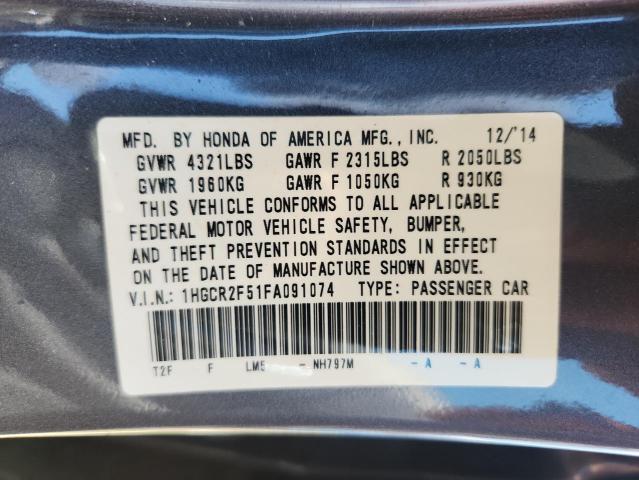 MFD. BY HONDA OF AMERICA MFG., INC. 12/'14
GVWR 4321LBS GAWR F 2315LBS R 2050LBS
GVWR 1960KG GAWR F 1050KG R 930KG
THIS VEHICLE CONFORMS TO ALL APPLICABLE
FEDERAL MOTOR VEHICLE SAFETY, BUMPER,
AND THEFT PREVENTION STANDARDS IN EFFECT
ON THE DATE OF MANUFACTURE SHOWN ABOVE.
V.I.N.: 1HGCR2F51FA091074 TYPE: PASSENGER CAR
T2F F LM5 - NH797M - A - A